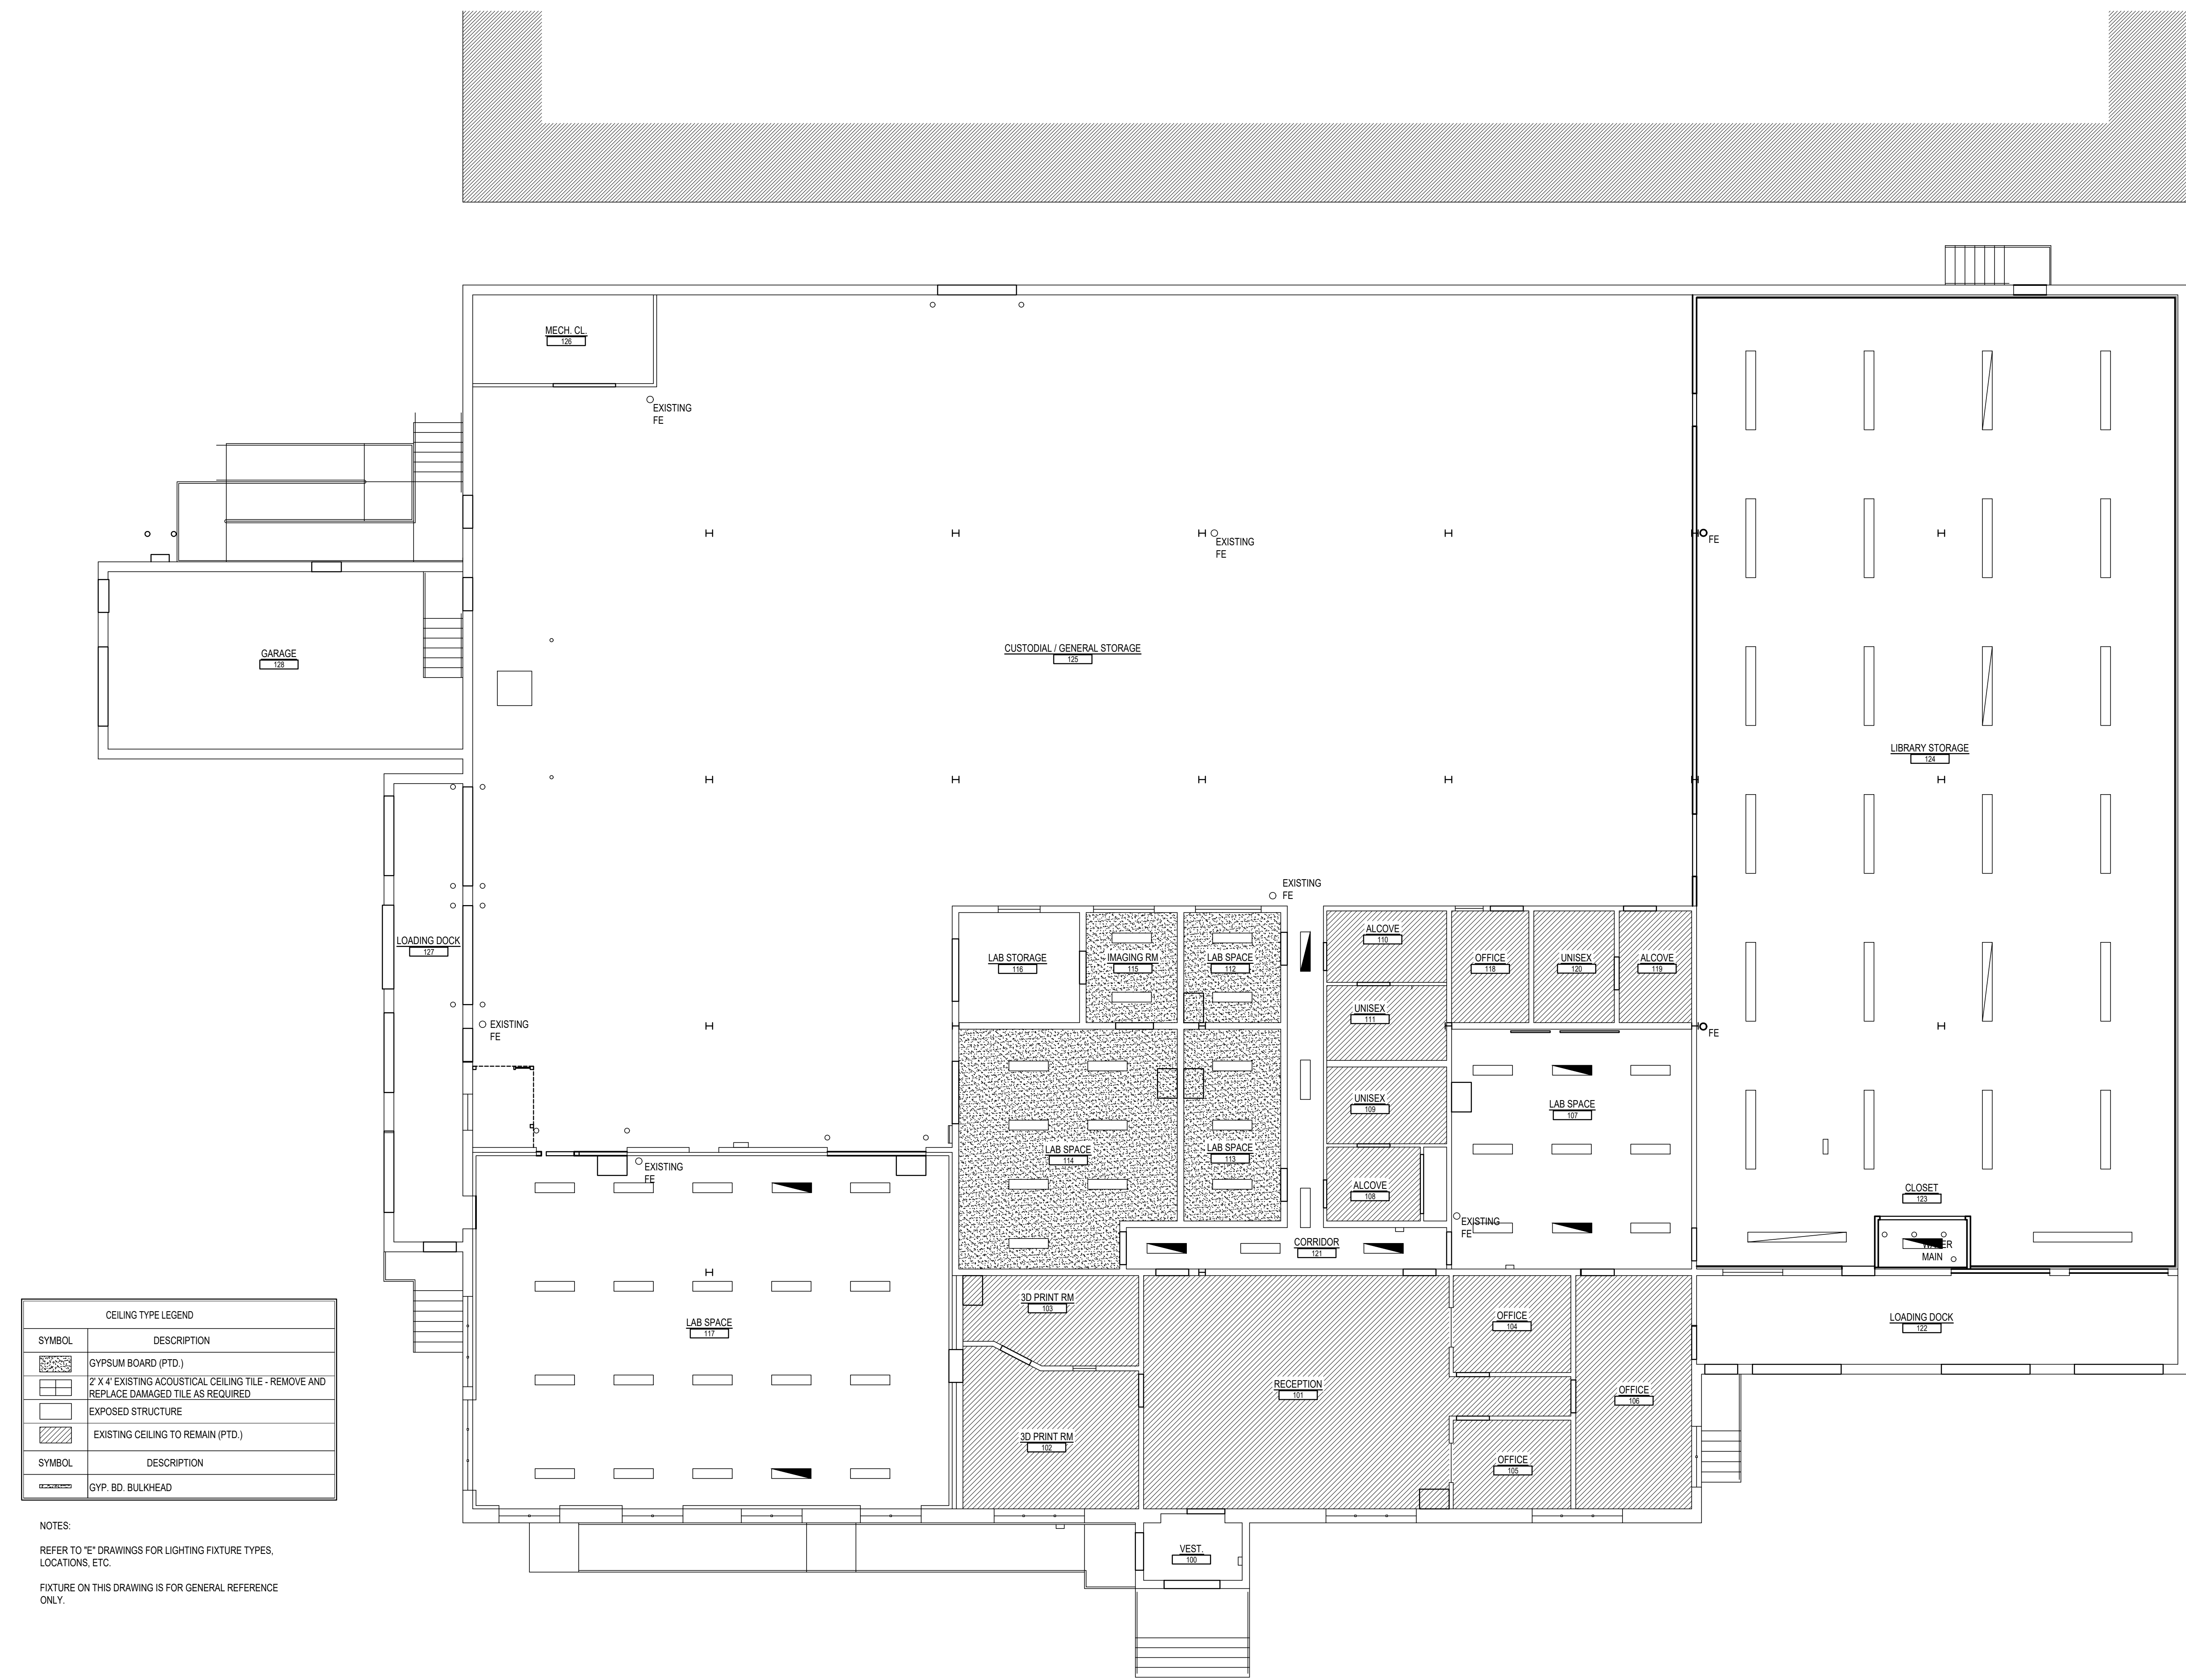 MECH. CL.
126
EXISTING
FE
EXISTING
FE
FE
GARAGE
128
CUSTODIAL / GENERAL STORAGE
125
LIBRARY STORAGE
124
EXISTING
FE
LOADING DOCK
127
EXISTING
FE
LAB STORAGE
116
IMAGING RM
115
LAB SPACE
112
ALCOVE
110
OFFICE
118
UNISEX
120
ALCOVE
119
UNISEX
111
FE
UNISEX
109
LAB SPACE
107
LAB SPACE
114
LAB SPACE
113
EXISTING
FE
ALCOVE
108
EXISTING
FE
CLOSET
123
CORRIDOR
121
WATER
MAIN
3D PRINT RM
103
OFFICE
104
LOADING DOCK
122
LAB SPACE
117
RECEPTION
101
OFFICE
106
3D PRINT RM
102
OFFICE
105
VEST.
100
CEILING TYPE LEGEND
SYMBOL DESCRIPTION
GYPSUM BOARD (PTD.)
2' X 4' EXISTING ACOUSTICAL CEILING TILE - REMOVE AND
REPLACE DAMAGED TILE AS REQUIRED
EXPOSED STRUCTURE
EXISTING CEILING TO REMAIN (PTD.)
SYMBOL DESCRIPTION
GYP. BD. BULKHEAD
NOTES:
REFER TO "E" DRAWINGS FOR LIGHTING FIXTURE TYPES,
LOCATIONS, ETC.
FIXTURE ON THIS DRAWING IS FOR GENERAL REFERENCE
ONLY.